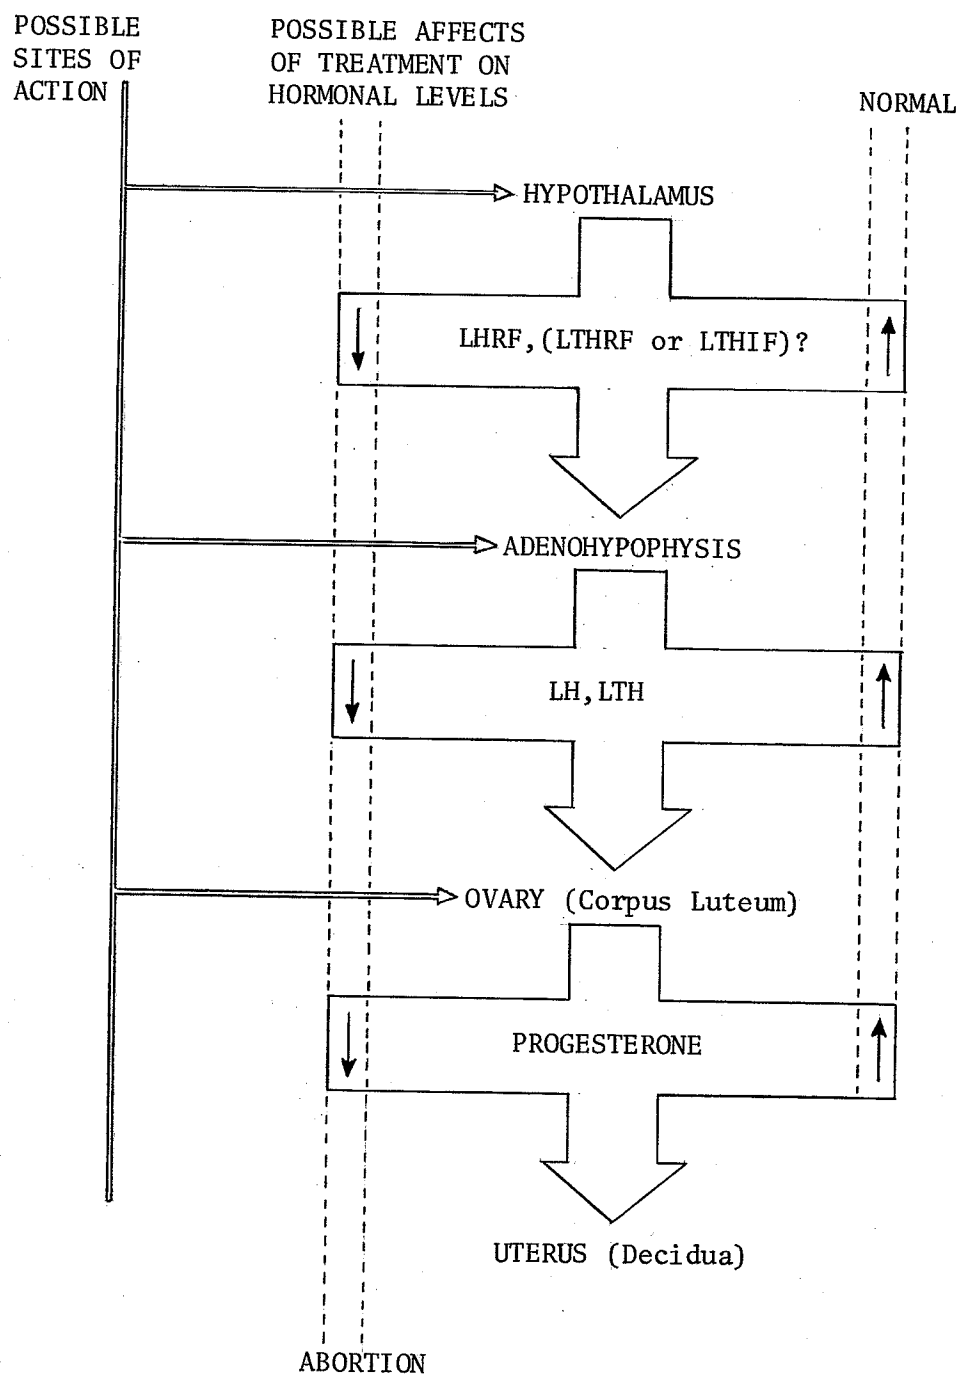 POSSIBLE
SITES OF
ACTION
POSSIBLE AFFECTS
OF TREATMENT ON
HORMONAL LEVELS
NORMAL
HYPOTHALAMUS
LHRF, (LTHRF or LTHIF)?
ADENOHYPOPHYSIS
LH, LTH
OVARY (Corpus Luteum)
PROGESTERONE
UTERUS (Decidua)
ABORTION